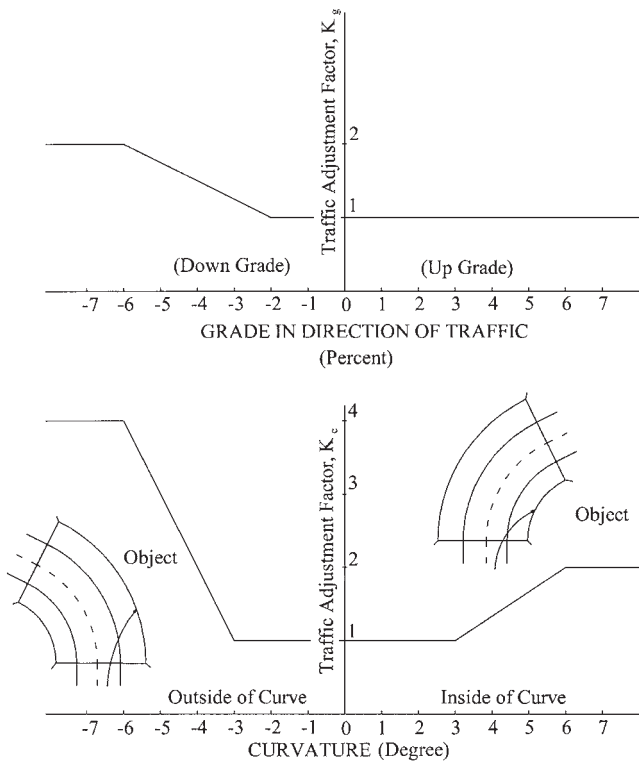 Traffic Adjustment Factor, K g
2
1
(Down Grade)
(Up Grade)
-7 -6 -5 -4 -3 -2 -1 0 1 2 3 4 5 6 7
GRADE IN DIRECTION OF TRAFFIC
(Percent)
Traffic Adjustment Factor, K c
4
3
2
1
Object
Object
Outside of Curve
Inside of Curve
-7 -6 -5 -4 -3 -2 -1 0 1 2 3 4 5 6 7
CURVATURE (Degree)